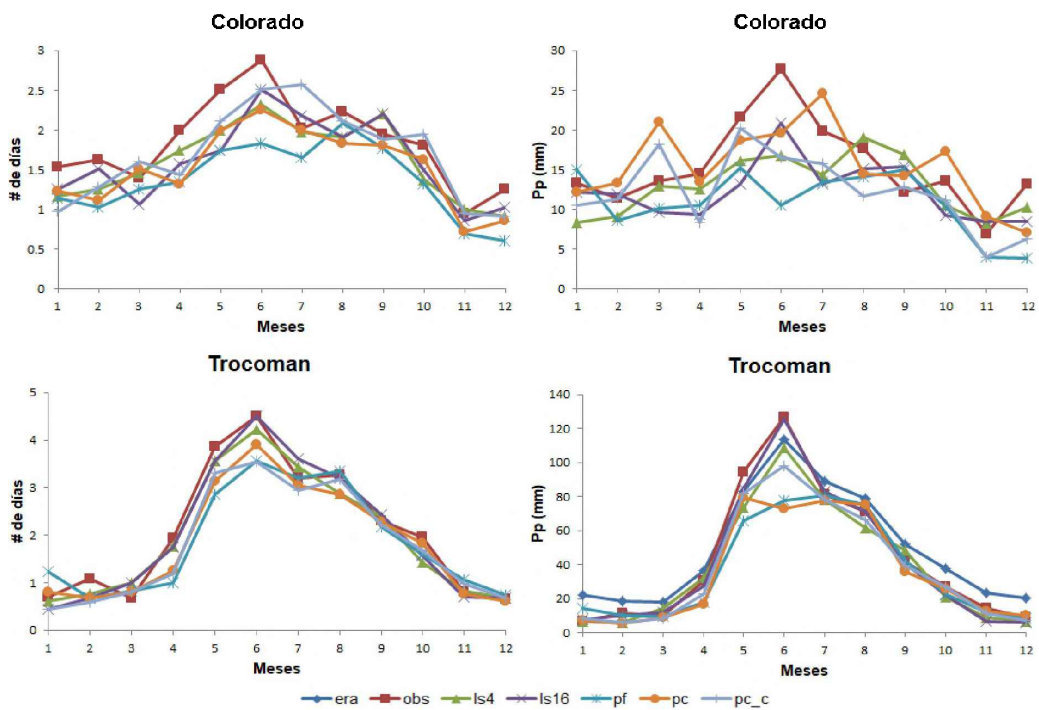 Colorado
# de días
3
2.5
2
1.5
1
0.5
0
1 2 3 4 5 6 7 8 9 10 11 12
Meses
Colorado
Pp (mm)
30
25
20
15
10
5
0
1 2 3 4 5 6 7 8 9 10 11 12
Meses
Trocoman
# de días
5
4
3
2
1
0
1 2 3 4 5 6 7 8 9 10 11 12
Meses
Trocoman
Pp (mm)
140
120
100
80
60
40
20
0
1 2 3 4 5 6 7 8 9 10 11 12
Meses
era obs ls4 ls16 pf pc pc_c